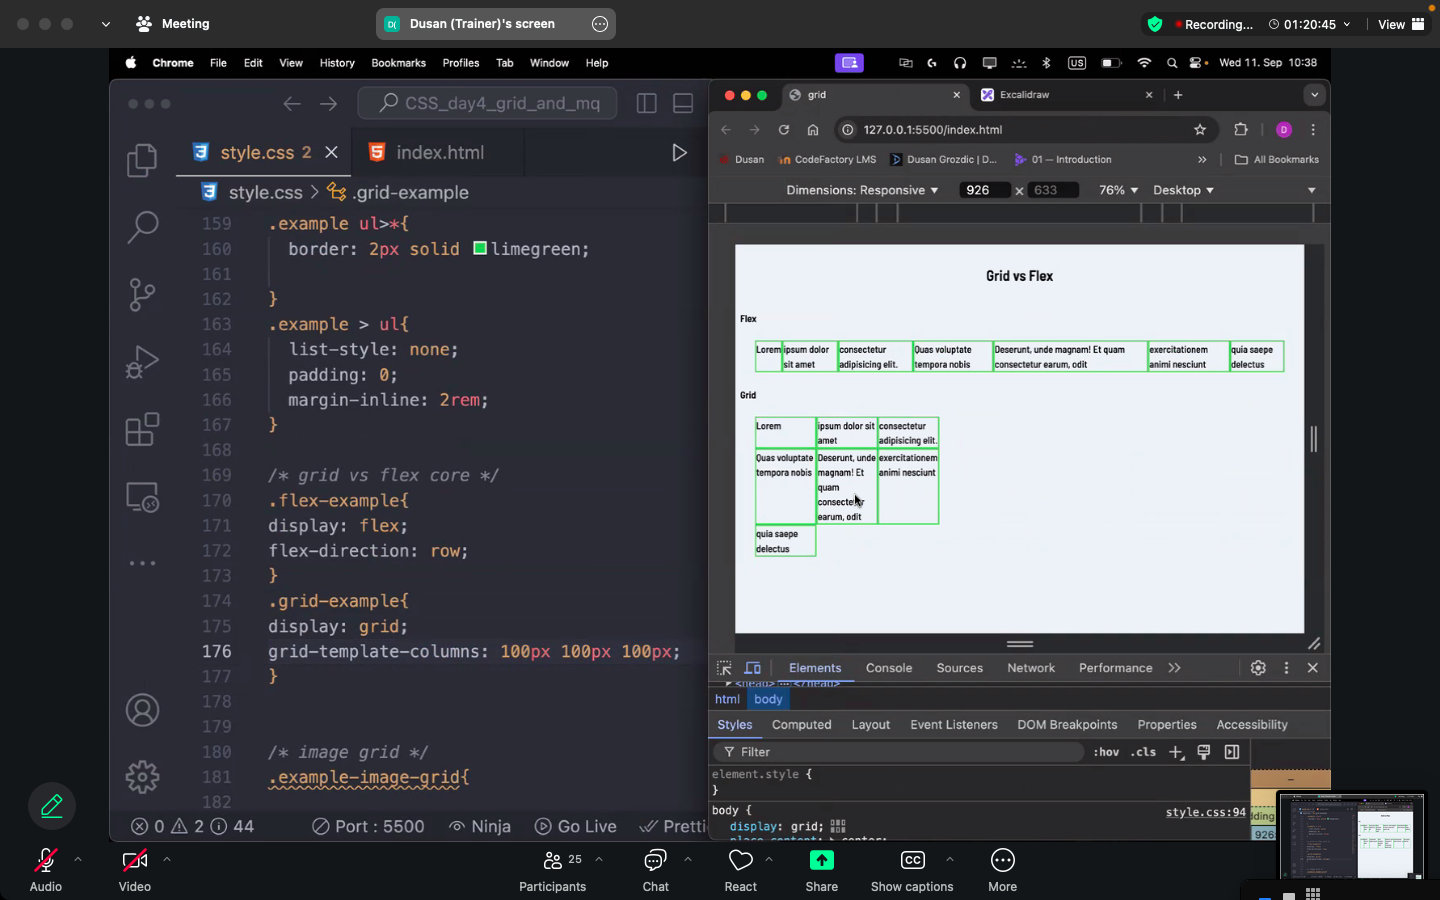 Meeting
D( Dusan (Trainer)'s screen
Recording...
01:20:45
View
Chrome File Edit View History Bookmarks Profiles Tab Window Help
US
Wed 11. Sep 10:38
CSS_day4_grid_and_mq
grid
Excalidraw
style.css 2
index.html
127.0.0.1:5500/index.html
D
Dusan
CodeFactory LMS
Dusan Grozdic | D...
01 — Introduction
All Bookmarks
style.css > .grid-example
Dimensions: Responsive
926 × 633
76%
Desktop
159 .example ul>*{
160 border: 2px solid limegreen;
161
162 }
163 .example > ul{
164 list-style: none;
165 padding: 0;
166 margin-inline: 2rem;
167 }
168
169 /* grid vs flex core */
170 .flex-example{
171 display: flex;
172 flex-direction: row;
173 }
174 .grid-example{
175 display: grid;
176 grid-template-columns: 100px 100px 100px;
177 }
178
179
180 /* image grid */
181 .example-image-grid{
182
Grid vs Flex
Flex
Lorem
ipsum dolor
sit amet
consectetur
adipisicing elit.
Quas voluptate
tempora nobis
Deserunt, unde magnam! Et quam
consectetur earum, odit
exercitationem
animi nesciunt
quia saepe
delectus
Grid
Lorem
ipsum dolor sit
amet
consectetur
adipisicing elit.
Quas voluptate
tempora nobis
Deserunt, unde
magnam! Et
quam
consectetur
earum, odit
exercitationem
animi nesciunt
quia saepe
delectus
Elements Console Sources Network Performance
html body
Styles Computed Layout Event Listeners DOM Breakpoints Properties Accessibility
Filter
:hov .cls
element.style {
}
body {
style.css:94
display: grid;
0 2 44
Port : 5500
Ninja
Go Live
Audio
Video
25
Participants
Chat
React
Share
CC
Show captions
More